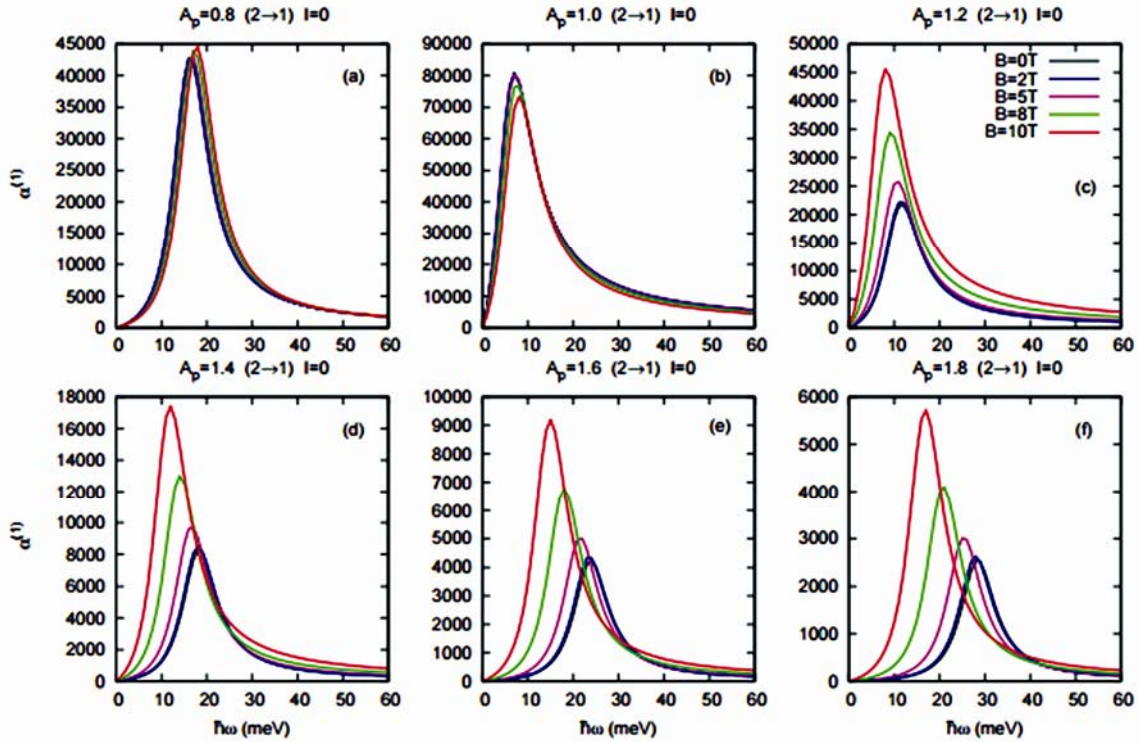 A_p=0.8 (2→1) I=0
A_p=1.0 (2→1) I=0
A_p=1.2 (2→1) I=0
45000
40000
35000
30000
25000
20000
15000
10000
5000
0
α^(1)
(a)
0 10 20 30 40 50 60
90000
80000
70000
60000
50000
40000
30000
20000
10000
0
(b)
0 10 20 30 40 50 60
50000
45000
40000
35000
30000
25000
20000
15000
10000
5000
0
B=0T
B=2T
B=5T
B=8T
B=10T
(c)
0 10 20 30 40 50 60
A_p=1.4 (2→1) I=0
A_p=1.6 (2→1) I=0
A_p=1.8 (2→1) I=0
18000
16000
14000
12000
10000
8000
6000
4000
2000
0
α^(1)
(d)
0 10 20 30 40 50 60
ħω (meV)
10000
9000
8000
7000
6000
5000
4000
3000
2000
1000
0
(e)
0 10 20 30 40 50 60
ħω (meV)
6000
5000
4000
3000
2000
1000
0
(f)
0 10 20 30 40 50 60
ħω (meV)